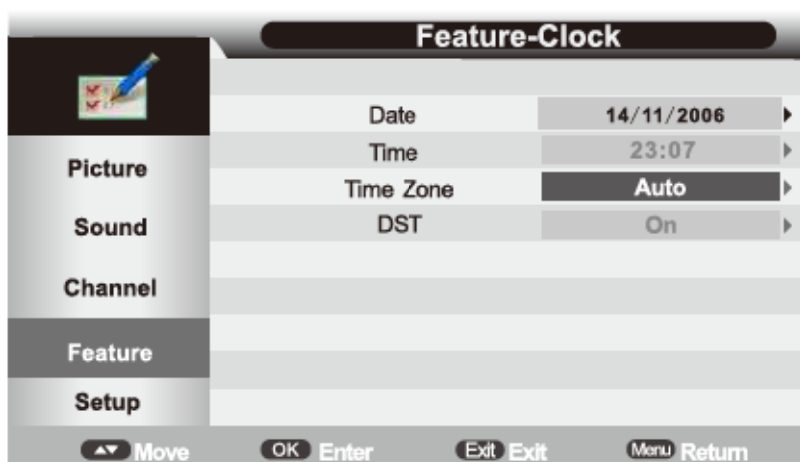 Feature-Clock
Date 14/11/2006
Time 23:07
Time Zone Auto
DST On
Picture
Sound
Channel
Feature
Setup
Move OK Enter Exit Exit Menu Return